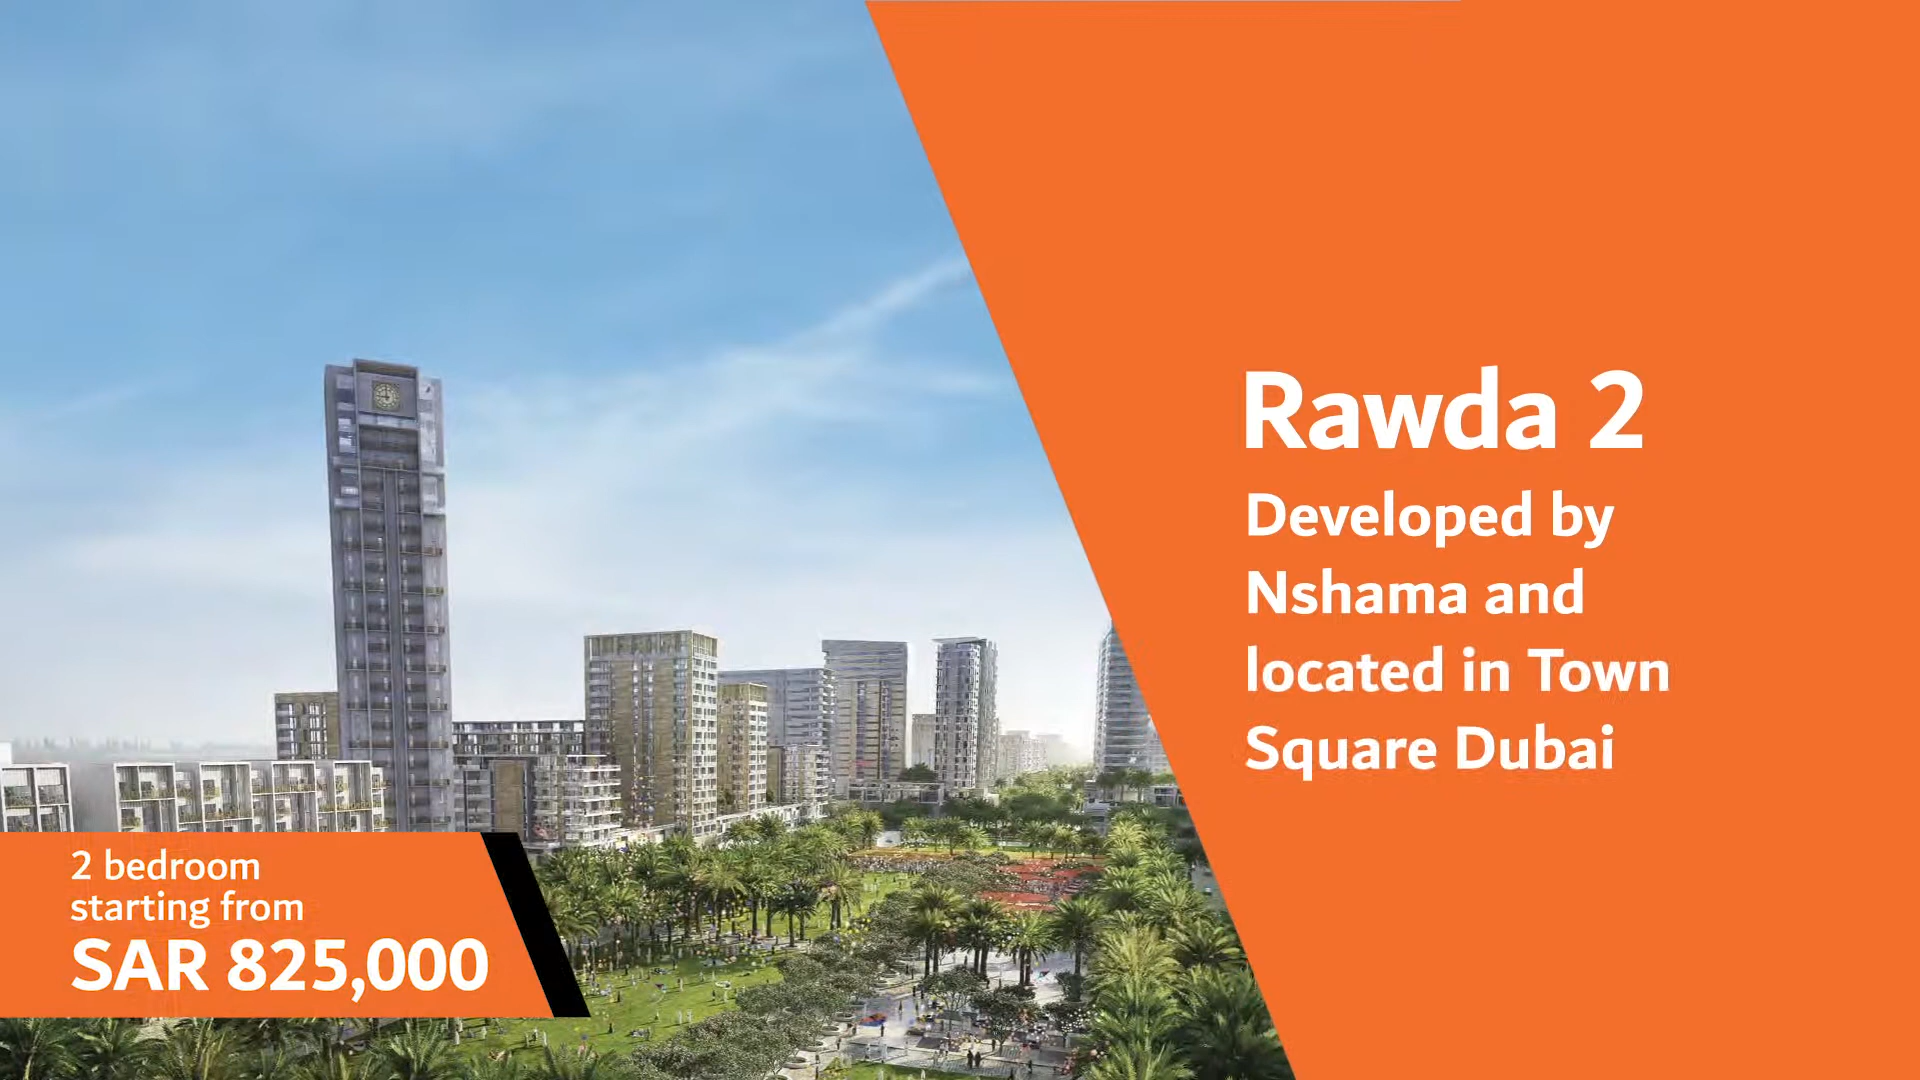 Rawda 2
Developed by
Nshama and
located in Town
Square Dubai
2 bedroom
starting from
SAR 825,000